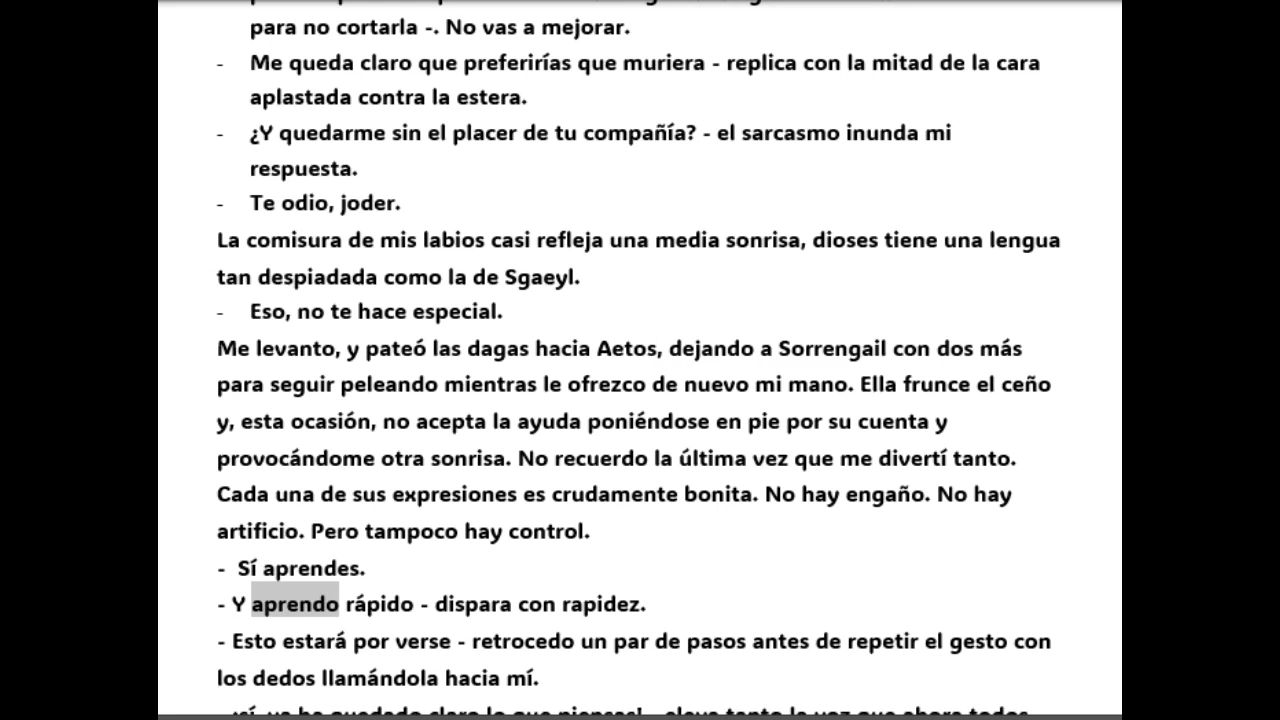 para no cortarla -. No vas a mejorar.
- Me queda claro que preferirías que muriera - replica con la mitad de la cara
aplastada contra la estera.
- ¿Y quedarme sin el placer de tu compañía? - el sarcasmo inunda mi
respuesta.
- Te odio, joder.
La comisura de mis labios casi refleja una media sonrisa, dioses tiene una lengua
tan despiadada como la de Sgaeyl.
- Eso, no te hace especial.
Me levanto, y pateó las dagas hacia Aetos, dejando a Sorrengail con dos más
para seguir peleando mientras le ofrezco de nuevo mi mano. Ella frunce el ceño
y, esta ocasión, no acepta la ayuda poniéndose en pie por su cuenta y
provocándome otra sonrisa. No recuerdo la última vez que me divertí tanto.
Cada una de sus expresiones es crudamente bonita. No hay engaño. No hay
artificio. Pero tampoco hay control.
- Sí aprendes.
- Y aprendo rápido - dispara con rapidez.
- Esto estará por verse - retrocedo un par de pasos antes de repetir el gesto con
los dedos llamándola hacia mí.